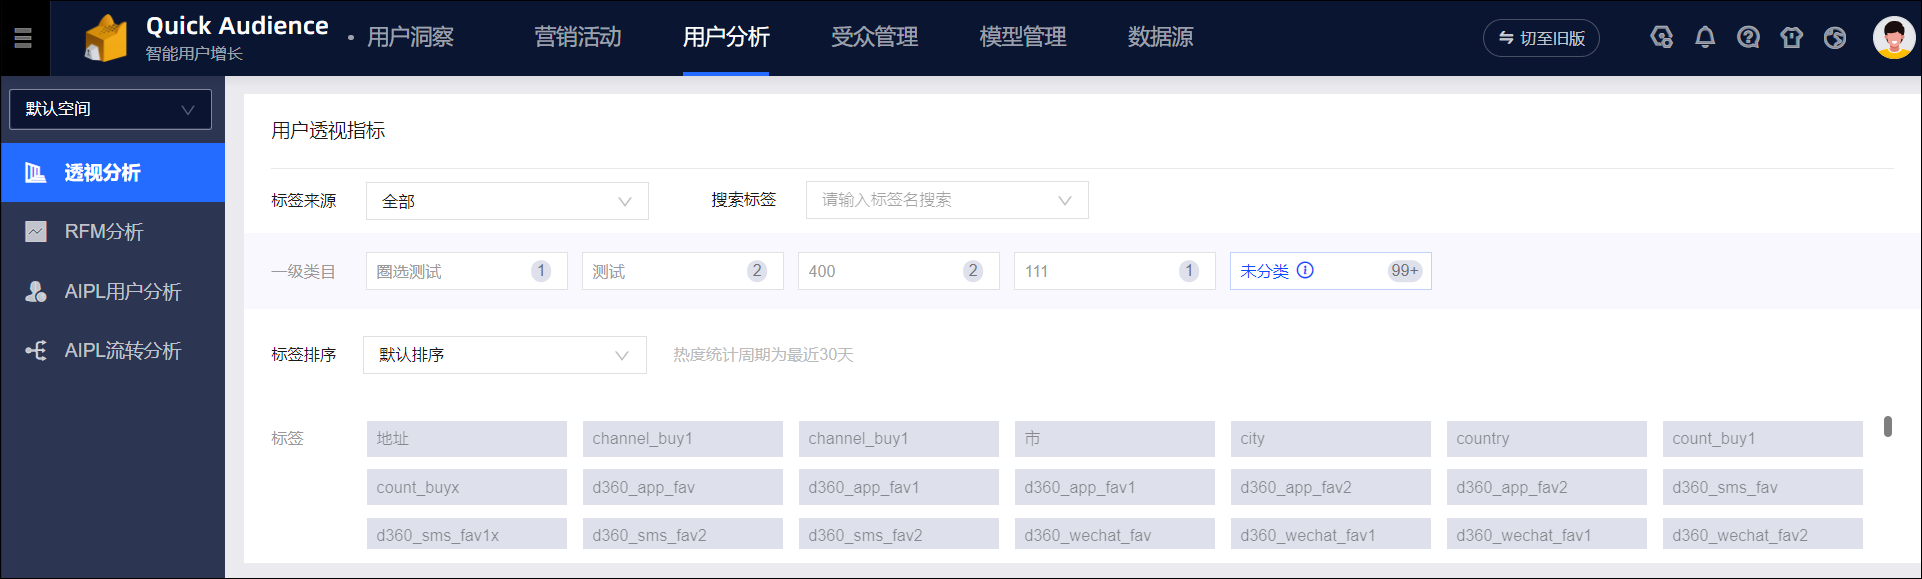 Quick Audience
智能用户增长
• 用户洞察 营销活动 用户分析 受众管理 模型管理 数据源 切至旧版
默认空间
透视分析
RFM分析
AIPL用户分析
AIPL流转分析
用户透视指标
标签来源 全部 搜索标签 请输入标签名搜索
一级类目 圈选测试 1 测试 2 400 2 111 1 未分类 99+
标签排序 默认排序 热度统计周期为最近30天
标签 地址 channel_buy1 channel_buy1 市 city country count_buy1
count_buyx d360_app_fav d360_app_fav1 d360_app_fav1 d360_app_fav2 d360_app_fav2 d360_sms_fav
d360_sms_fav1x d360_sms_fav2 d360_sms_fav2 d360_wechat_fav d360_wechat_fav1 d360_wechat_fav1 d360_wechat_fav2